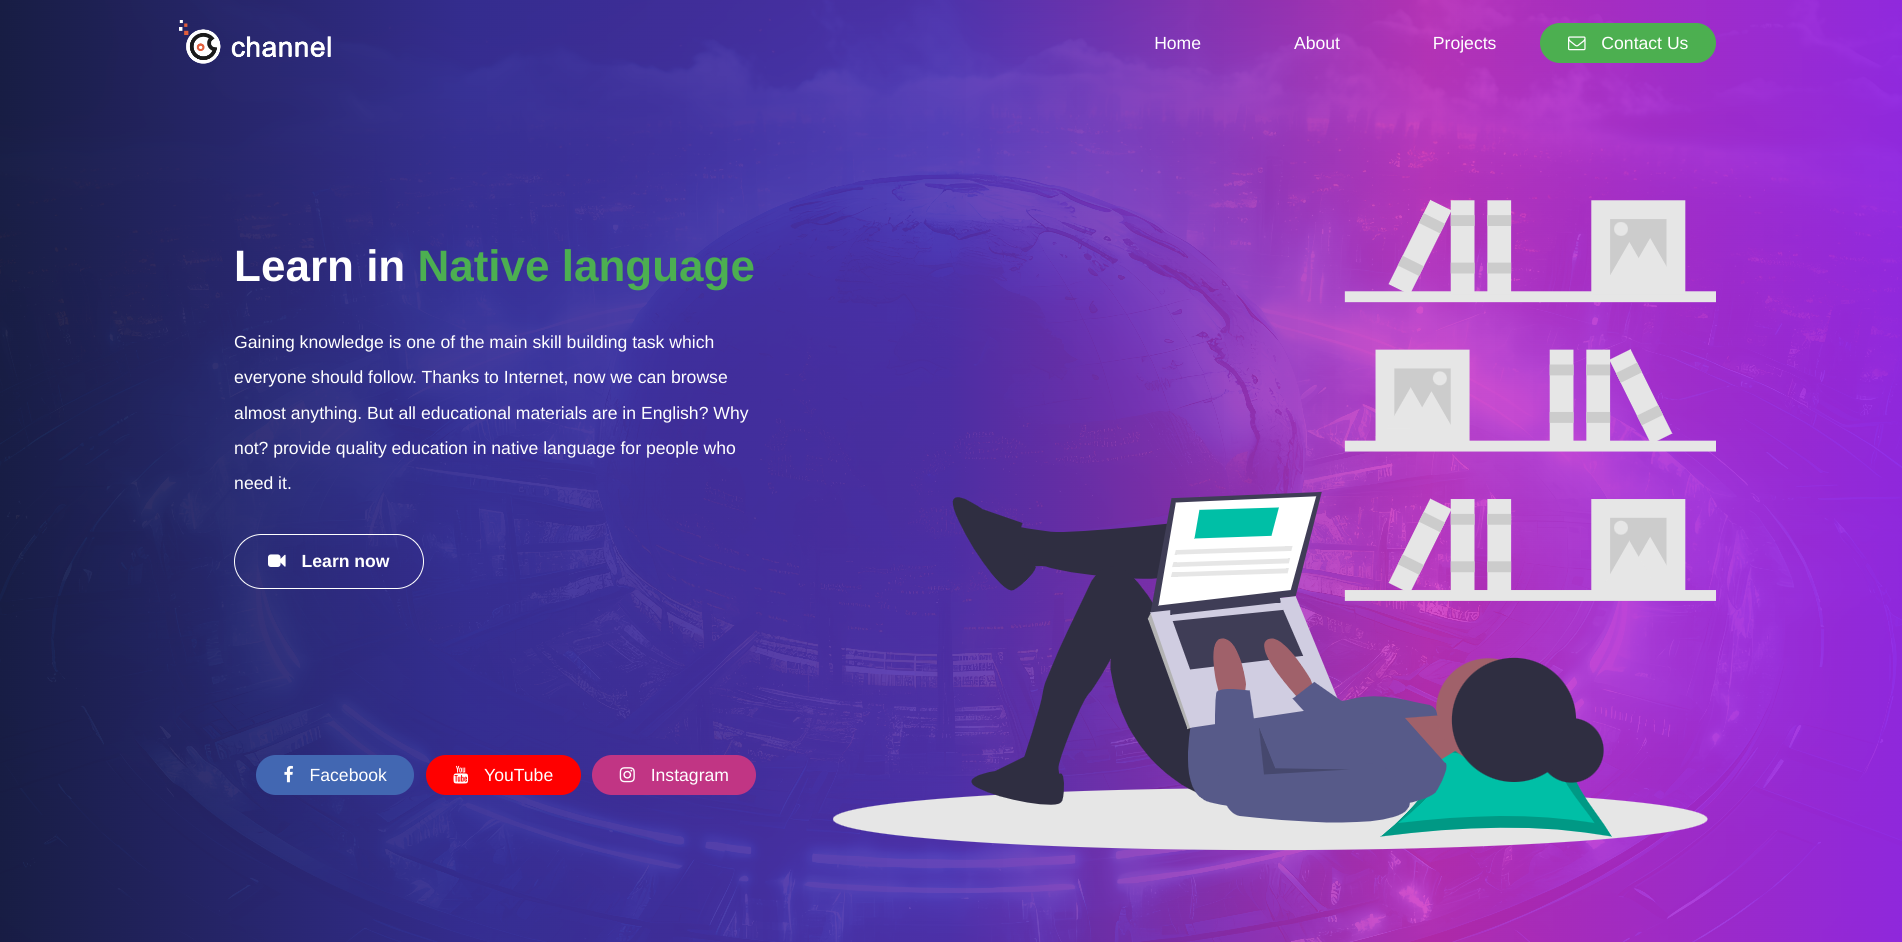 channel
Home
About
Projects
Contact Us
Learn in Native language
Gaining knowledge is one of the main skill building task which
everyone should follow. Thanks to Internet, now we can browse
almost anything. But all educational materials are in English? Why
not? provide quality education in native language for people who
need it.
Learn now
Facebook
You
Tube
YouTube
Instagram